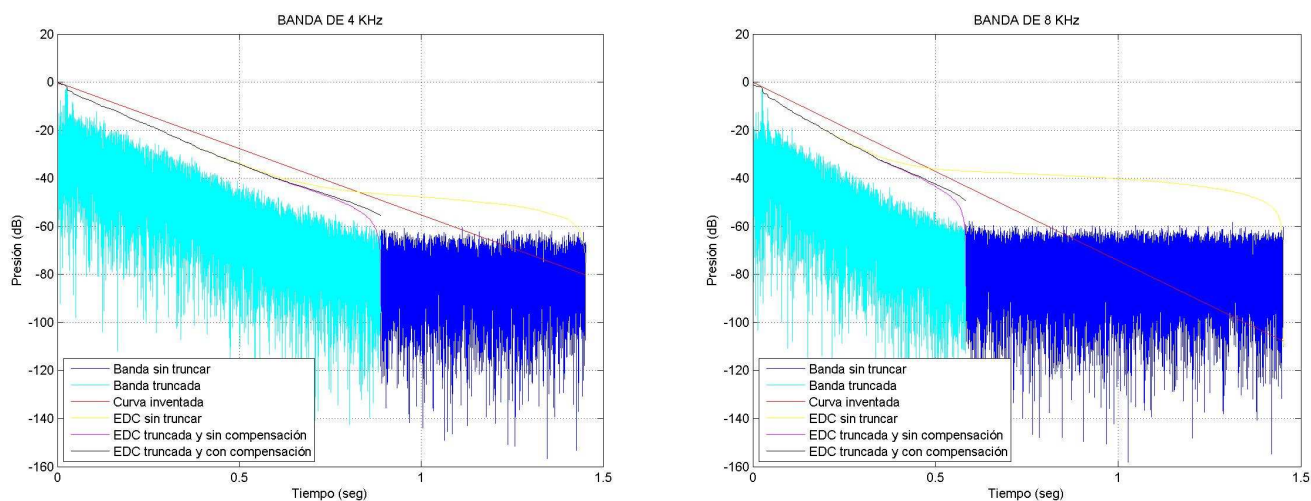 BANDA DE 4 KHz
20
0
-20
-40
-60
-80
-100
-120
-140
-160
Presión (dB)
0
0.5
1
1.5
Tiempo (seg)
Banda sin truncar
Banda truncada
Curva inventada
EDC sin truncar
EDC truncada y sin compensación
EDC truncada y con compensación
BANDA DE 8 KHz
20
0
-20
-40
-60
-80
-100
-120
-140
-160
Presión (dB)
0
0.5
1
1.5
Tiempo (seg)
Banda sin truncar
Banda truncada
Curva inventada
EDC sin truncar
EDC truncada y sin compensación
EDC truncada y con compensación